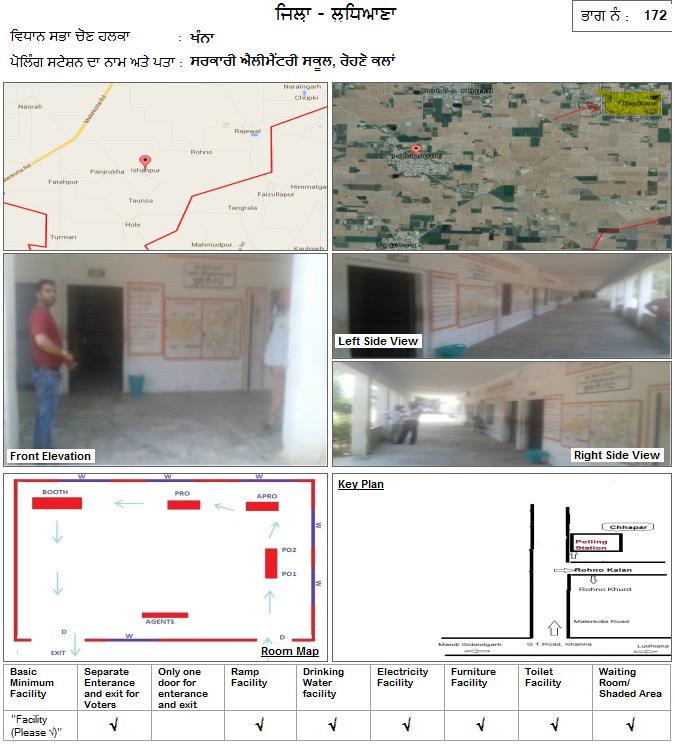 ਜਿਲ੍ਹਾ - ਲੁਧਿਆਣਾ
ਭਾਗ ਨੰ : 172
ਵਿਧਾਨ ਸਭਾ ਚੋਣ ਹਲਕਾ : ਖੰਨਾ
ਪੋਲਿੰਗ ਸਟੇਸ਼ਨ ਦਾ ਨਾਮ ਅਤੇ ਪਤਾ : ਸਰਕਾਰੀ ਐਲੀਮੈਂਟਰੀ ਸਕੂਲ, ਰੋਹਣੋ ਕਲਾਂ
Naraingarh
Chupki
Naorali
Malerkotla Rd
Rajewal
Rohno
Panjrukha Ishanpur
Fatehpur
Himmatga
Taunsa
Faizullapur
Tangrala
Hole
Turmari
Mahmudpur
Kauloarh
Front Elevation
Left Side View
Right Side View
W W W
BOOTH PRO APRO
W
PO2
PO1
W
AGENTS
D W D
EXIT
Room Map
Key Plan
Chhapar
Polling
Station
Rohno Kalan
Rohno Khurd
Malerkotla Road
Mandi Gobindgarh G.T.Road, Khanna Ludhiana
Basic Minimum Facility
Separate Enterance and exit for Voters
Only one door for enterance and exit
Ramp Facility
Drinking Water facility
Electricity Facility
Furniture Facility
Toilet Facility
Waiting Room/ Shaded Area
"Facility (Please √)" √ √ √ √ √ √ √